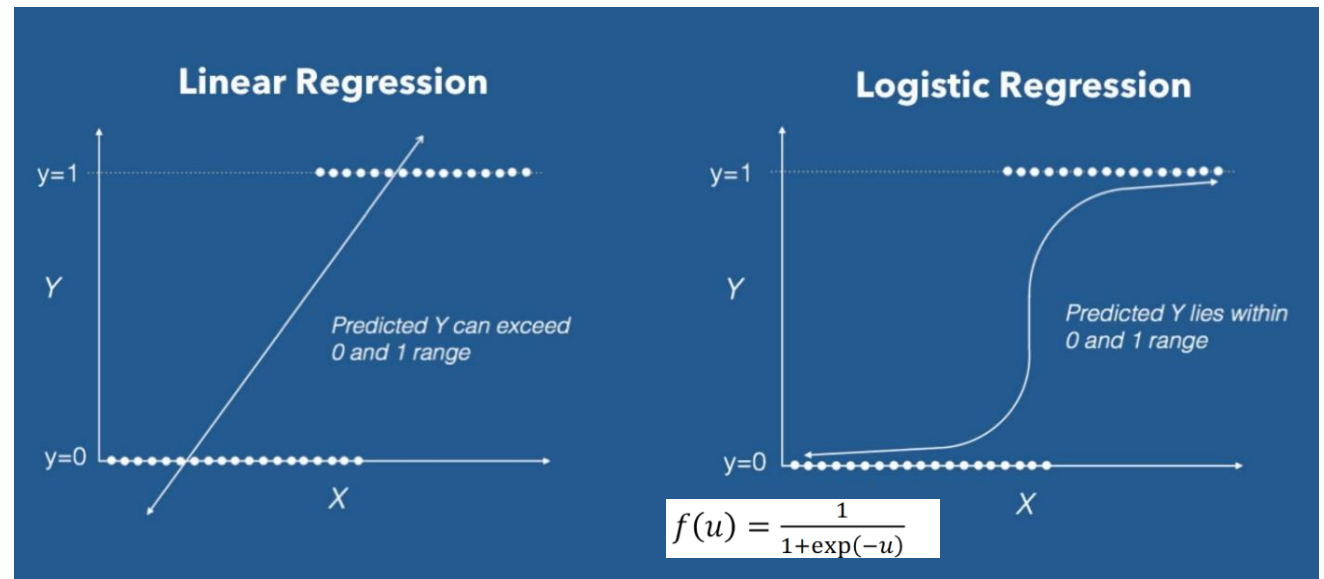 Linear Regression
y=1
Y
Predicted Y can exceed
0 and 1 range
y=0
X
Logistic Regression
y=1
Y
Predicted Y lies within
0 and 1 range
y=0
X
f(u) = 1/(1+exp(−u))